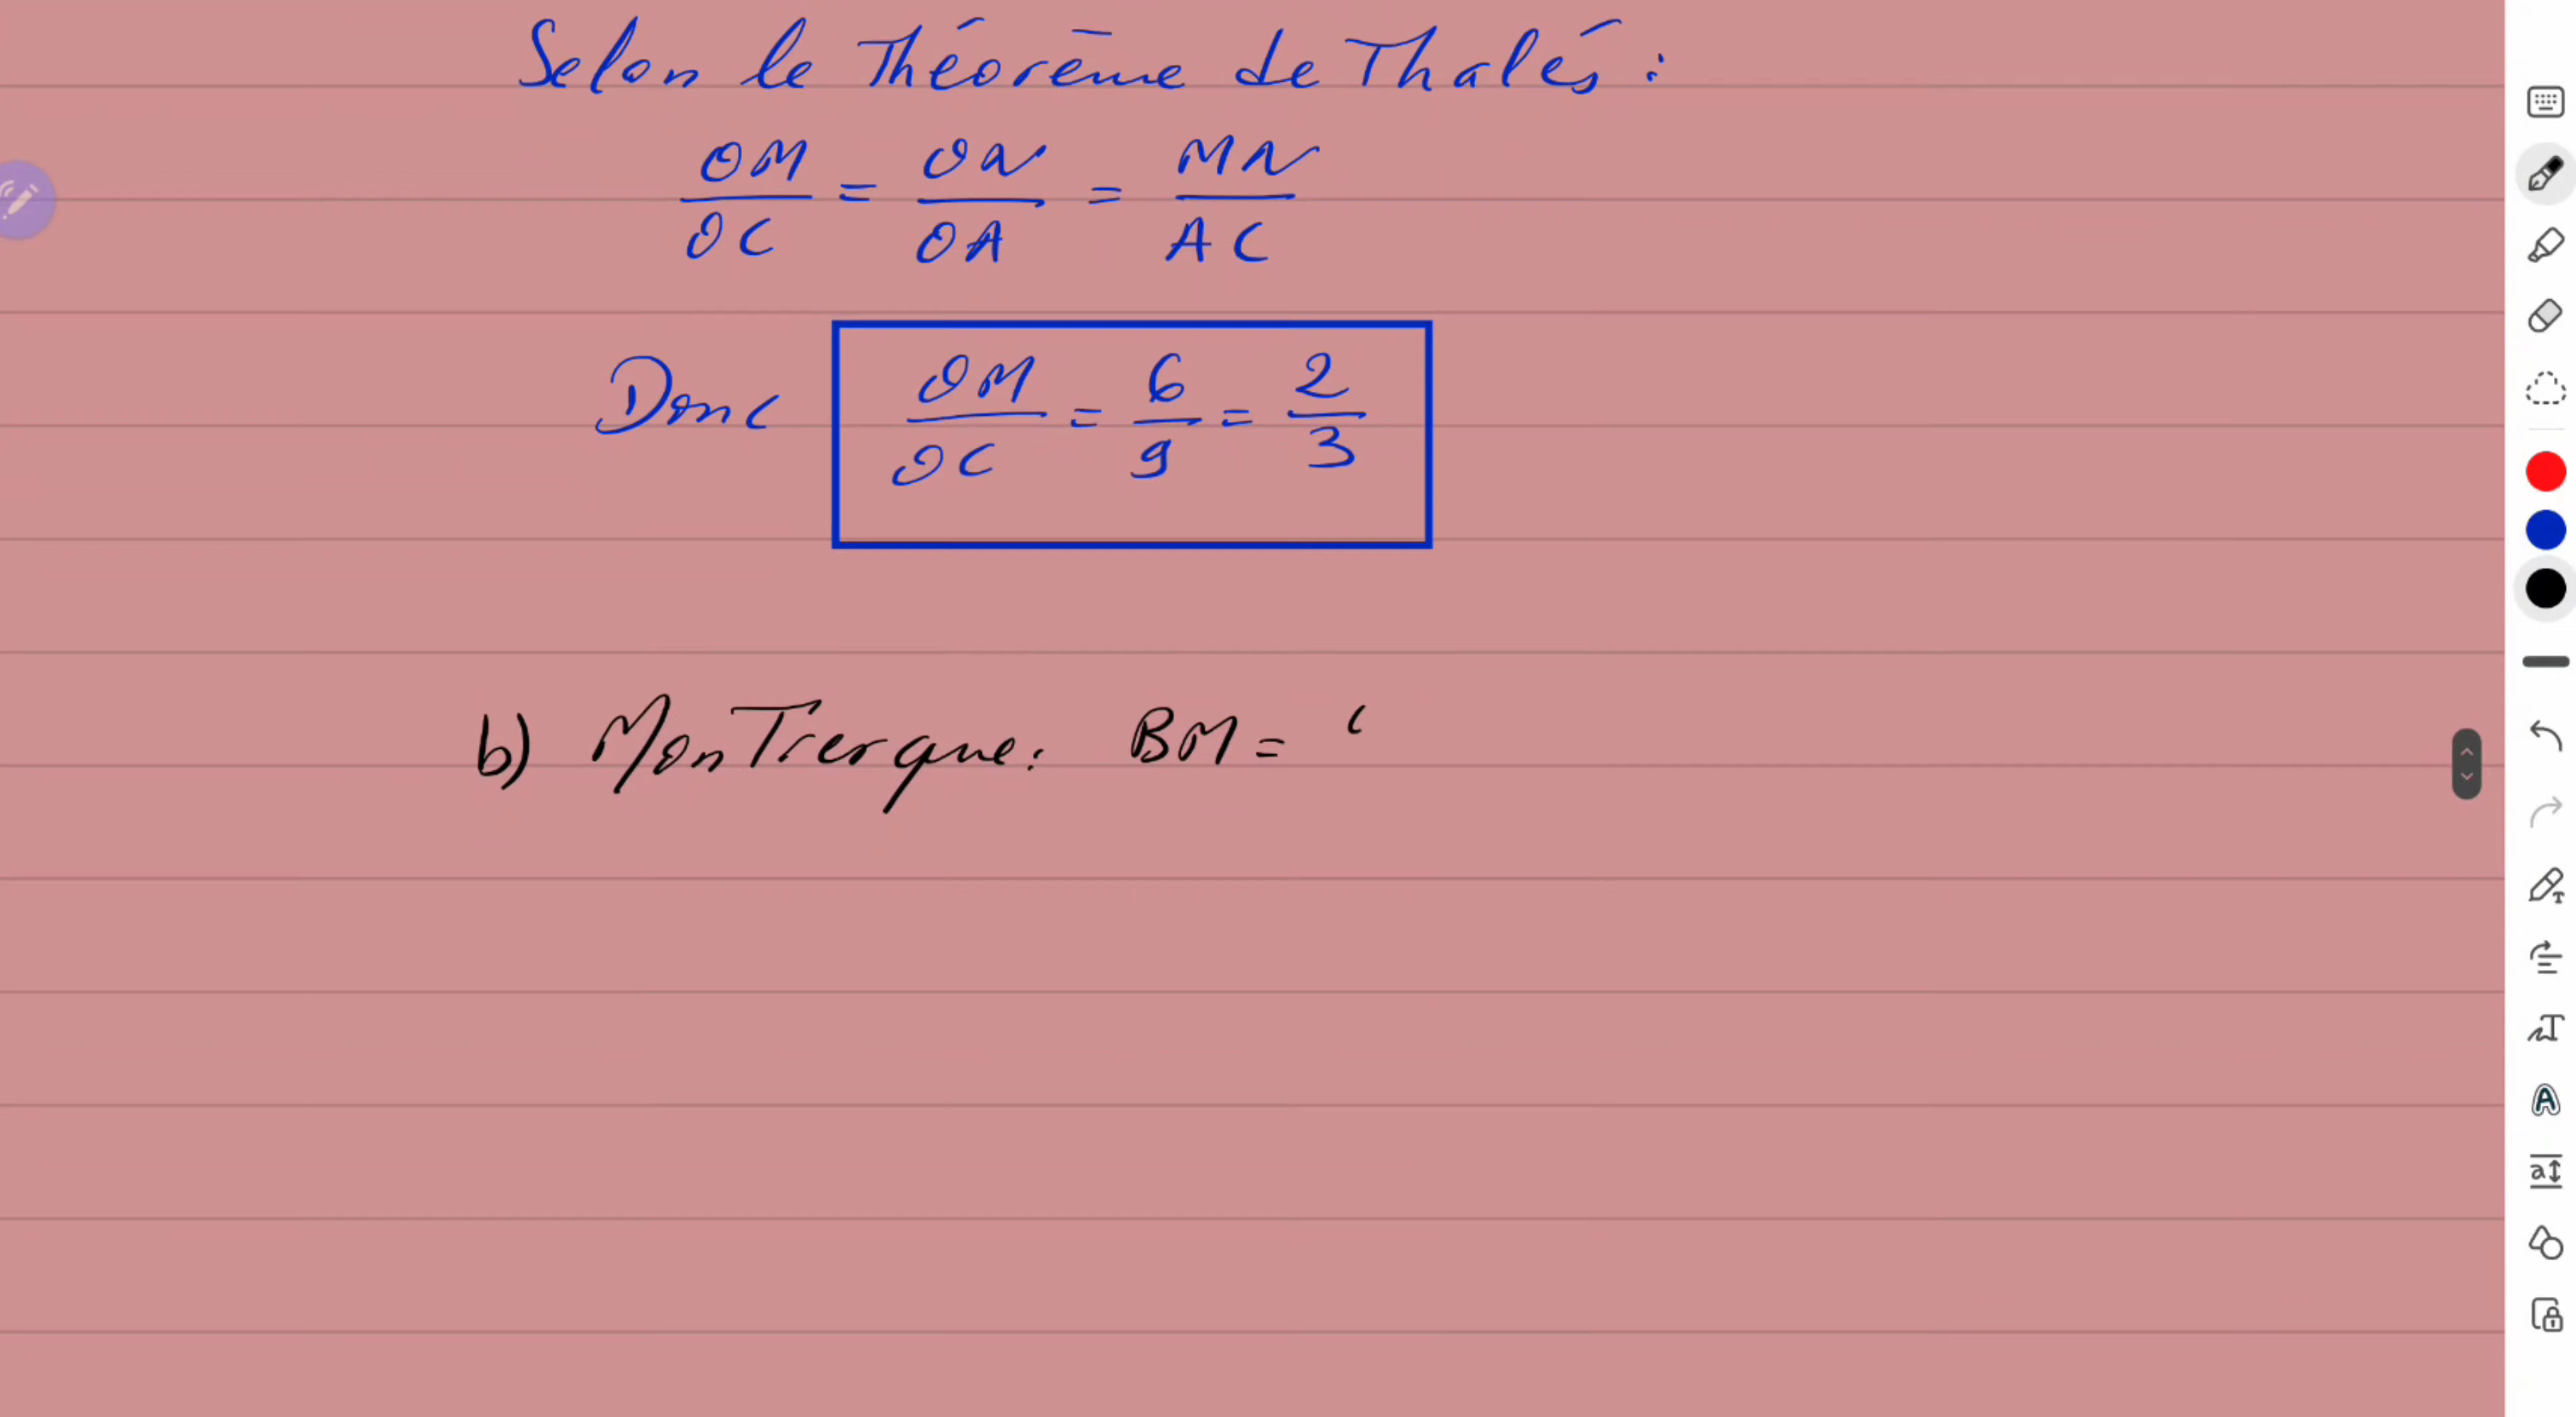 Selon le Théorème de Thalés :
OM/OC = ON/OA = MN/AC
Donc OM/OC = 6/9 = 2/3
b) Montrer que : BM =